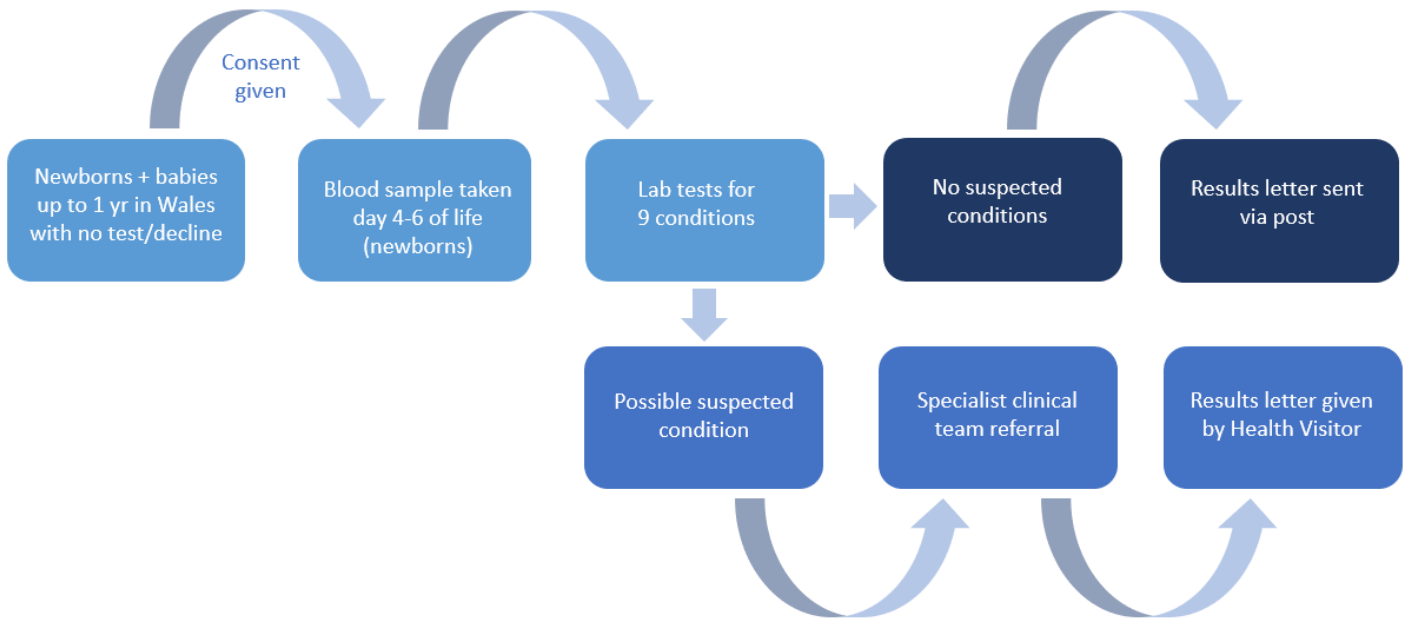 Consent
given
Newborns + babies
up to 1 yr in Wales
with no test/decline
Blood sample taken
day 4-6 of life
(newborns)
Lab tests for
9 conditions
No suspected
conditions
Results letter sent
via post
Possible suspected
condition
Specialist clinical
team referral
Results letter given
by Health Visitor